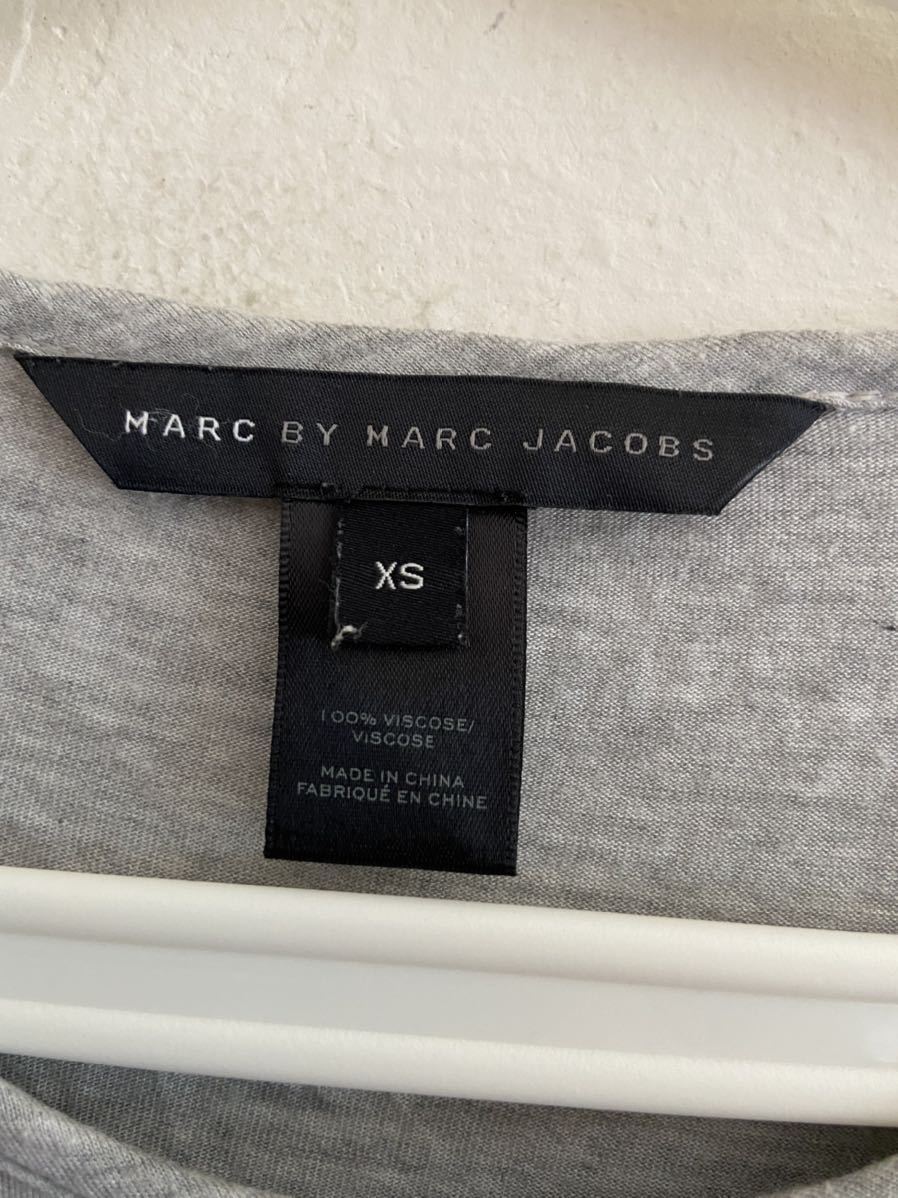 MARC BY MARC JACOBS
XS
100% VISCOSE/
VISCOSE
MADE IN CHINA
FABRIQUÉ EN CHINE